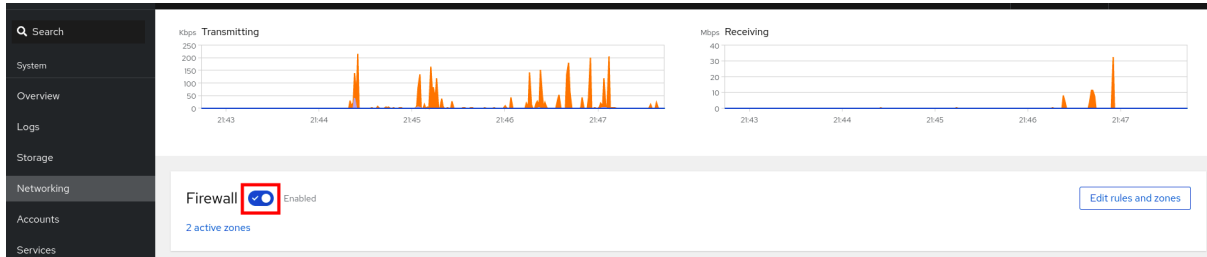 Search
System
Overview
Logs
Storage
Networking
Accounts
Services
Kbps Transmitting
250
200
150
100
50
0
21:43 21:44 21:45 21:46 21:47
Mbps Receiving
40
30
20
10
0
21:43 21:44 21:45 21:46 21:47
Firewall Enabled
Edit rules and zones
2 active zones